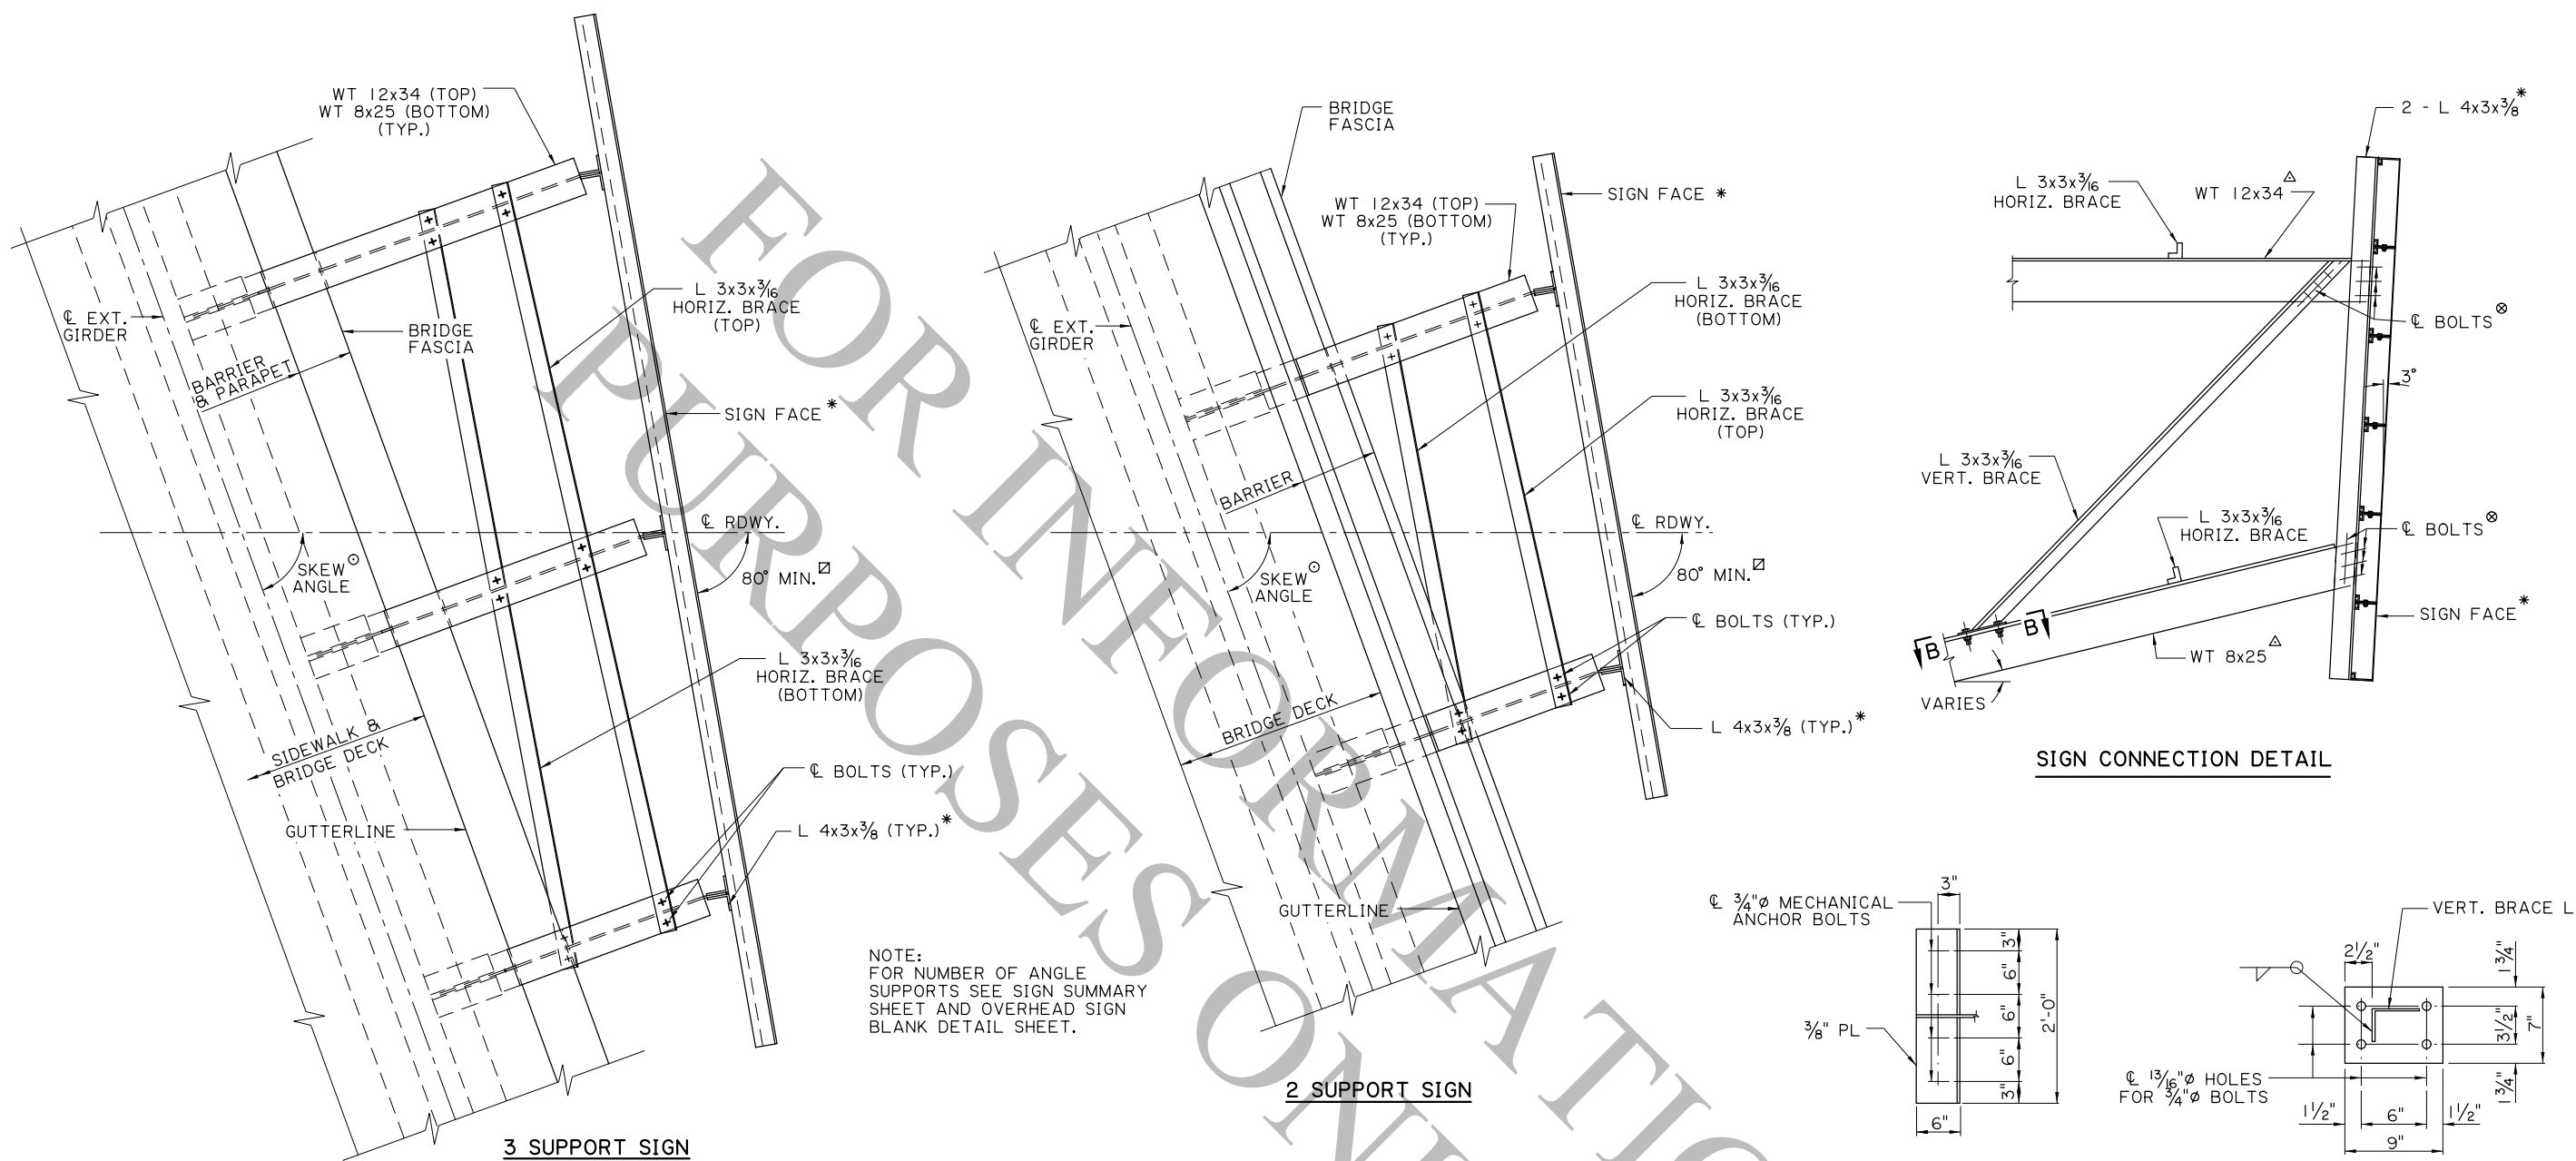 WT 12x34 (TOP)
WT 8x25 (BOTTOM)
(TYP.)
℄ EXT.
GIRDER
BARRIER
& PARAPET
BRIDGE
FASCIA
L 3x3x3⁄16
HORIZ. BRACE
(TOP)
SIGN FACE *
℄ RDWY.
SKEW ⊙
ANGLE
80° MIN. ⍁
L 3x3x3⁄16
HORIZ. BRACE
(BOTTOM)
SIDEWALK &
BRIDGE DECK
GUTTERLINE
℄ BOLTS (TYP.)
L 4x3x3⁄8 (TYP.) *
3 SUPPORT SIGN
NOTE:
FOR NUMBER OF ANGLE
SUPPORTS SEE SIGN SUMMARY
SHEET AND OVERHEAD SIGN
BLANK DETAIL SHEET.
BRIDGE
FASCIA
SIGN FACE *
WT 12x34 (TOP)
WT 8x25 (BOTTOM)
(TYP.)
℄ EXT.
GIRDER
L 3x3x3⁄16
HORIZ. BRACE
(BOTTOM)
L 3x3x3⁄16
HORIZ. BRACE
(TOP)
BARRIER
℄ RDWY.
SKEW ⊙
ANGLE
80° MIN. ⍁
℄ BOLTS (TYP.)
BRIDGE DECK
L 4x3x3⁄8 (TYP.) *
GUTTERLINE
2 SUPPORT SIGN
2 - L 4x3x3⁄8 *
L 3x3x3⁄16
HORIZ. BRACE
WT 12x34 △
℄ BOLTS ⊗
3°
L 3x3x3⁄16
VERT. BRACE
L 3x3x3⁄16
HORIZ. BRACE
℄ BOLTS ⊗
SIGN FACE *
B
B
WT 8x25 △
VARIES
SIGN CONNECTION DETAIL
3"
℄ 3⁄4"ø MECHANICAL
ANCHOR BOLTS
3"
6"
6"
6"
3"
2'-0"
3⁄8" PL
6"
VERT. BRACE L
2 1⁄2"
1 3⁄4"
3 1⁄2"
7"
1 3⁄4"
℄ 13⁄16"ø HOLES
FOR 3⁄4"ø BOLTS
1 1⁄2"
6"
1 1⁄2"
9"
FOR INFORMATIO
PURPOSES ON